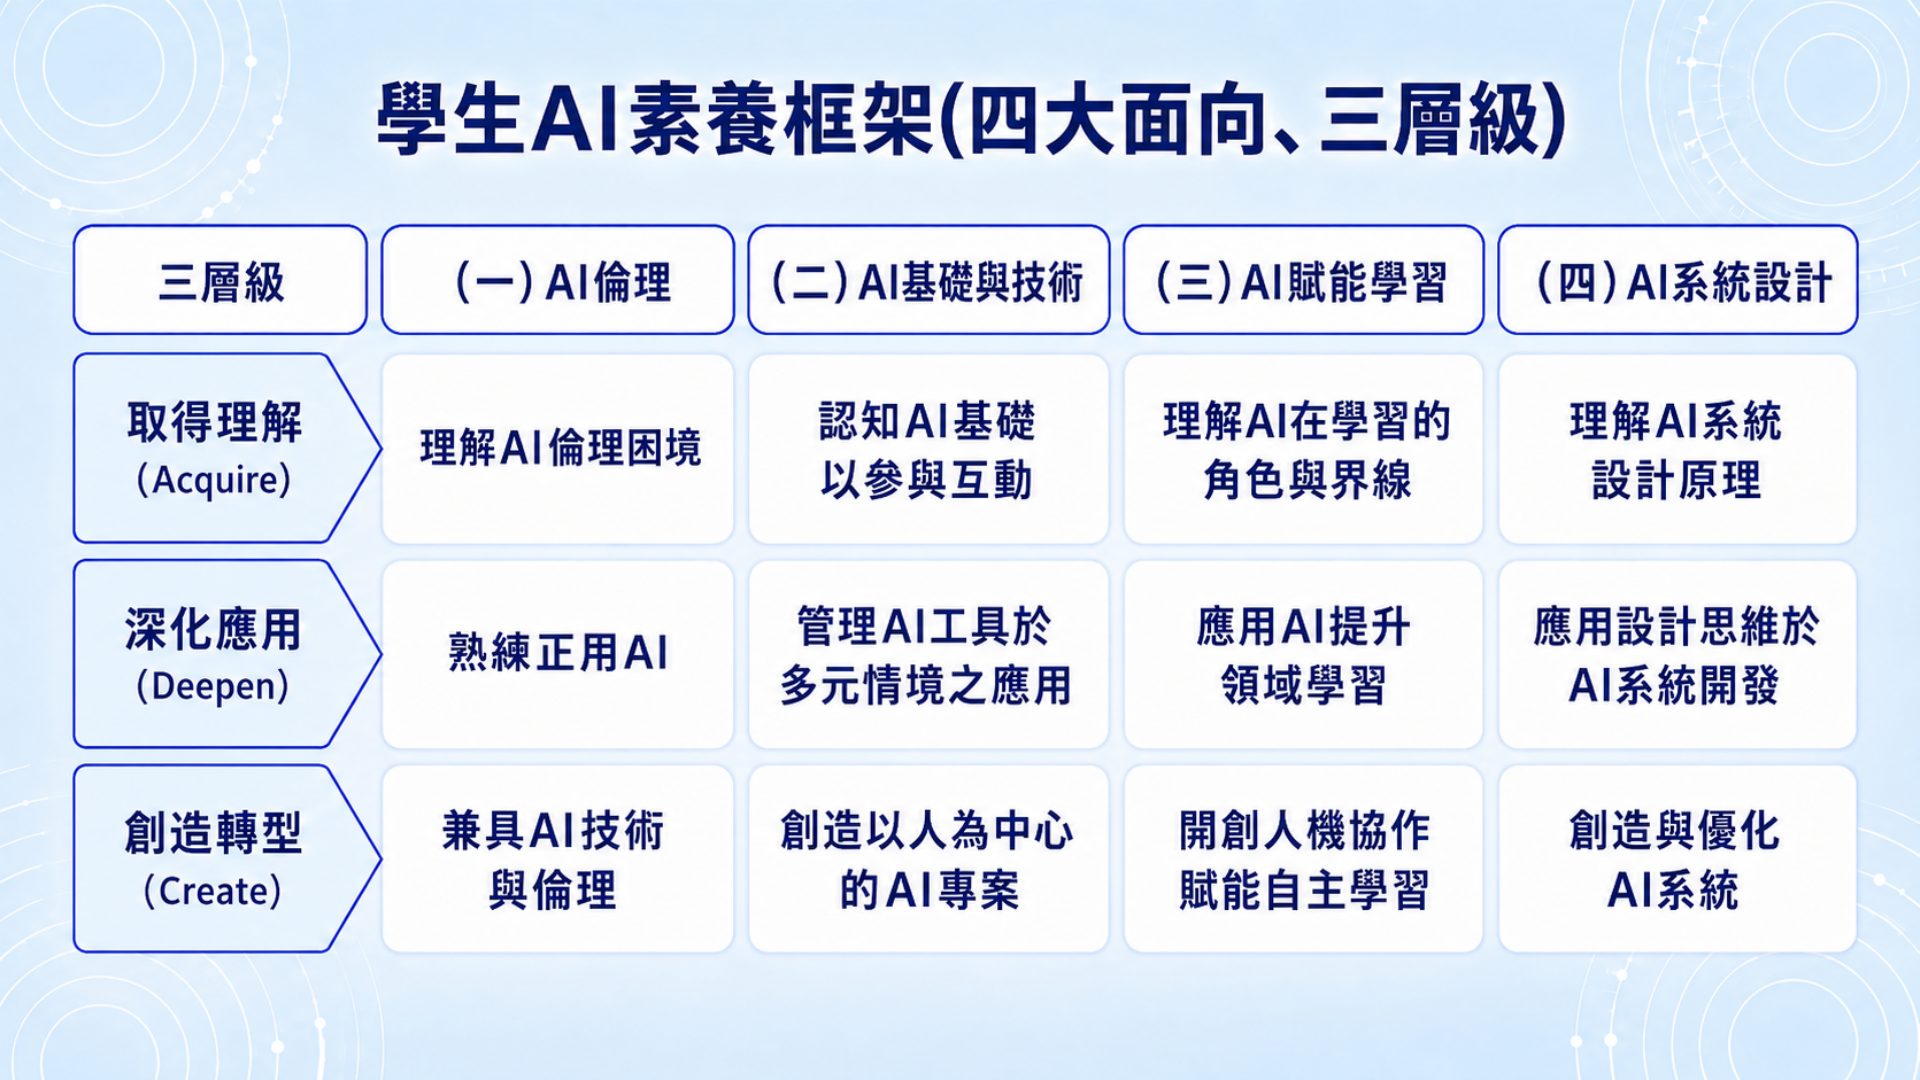 學生AI素養框架(四大面向、三層級)
三層級
(一) AI倫理
(二) AI基礎與技術
(三) AI賦能學習
(四) AI系統設計
取得理解
(Acquire)
理解AI倫理困境
認知AI基礎
以參與互動
理解AI在學習的
角色與界線
理解AI系統
設計原理
深化應用
(Deepen)
熟練正用AI
管理AI工具於
多元情境之應用
應用AI提升
領域學習
應用設計思維於
AI系統開發
創造轉型
(Create)
兼具AI技術
與倫理
創造以人為中心
的AI專案
開創人機協作
賦能自主學習
創造與優化
AI系統